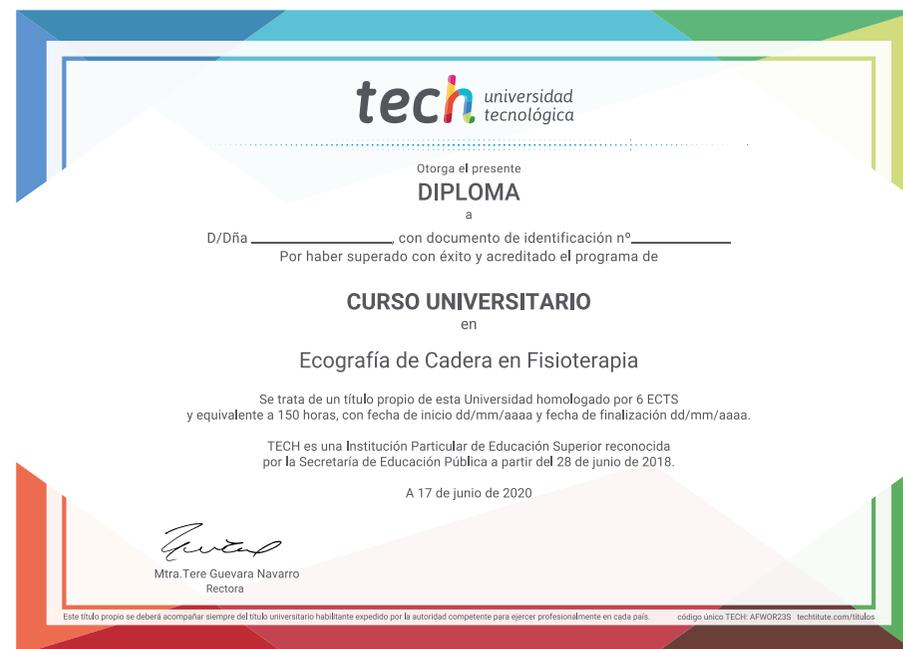 tech universidad
tecnológica
Otorga el presente
DIPLOMA
a
D/Dña ________________, con documento de identificación nº____________
Por haber superado con éxito y acreditado el programa de
CURSO UNIVERSITARIO
en
Ecografía de Cadera en Fisioterapia
Se trata de un título propio de esta Universidad homologado por 6 ECTS
y equivalente a 150 horas, con fecha de inicio dd/mm/aaaa y fecha de finalización dd/mm/aaaa.
TECH es una Institución Particular de Educación Superior reconocida
por la Secretaría de Educación Pública a partir del 28 de junio de 2018.
A 17 de junio de 2020
Mtra.Tere Guevara Navarro
Rectora
Este título propio se deberá acompañar siempre del título universitario habilitante expedido por la autoridad competente para ejercer profesionalmente en cada país. código único TECH: AFWOR23S techtitute.com/titulos